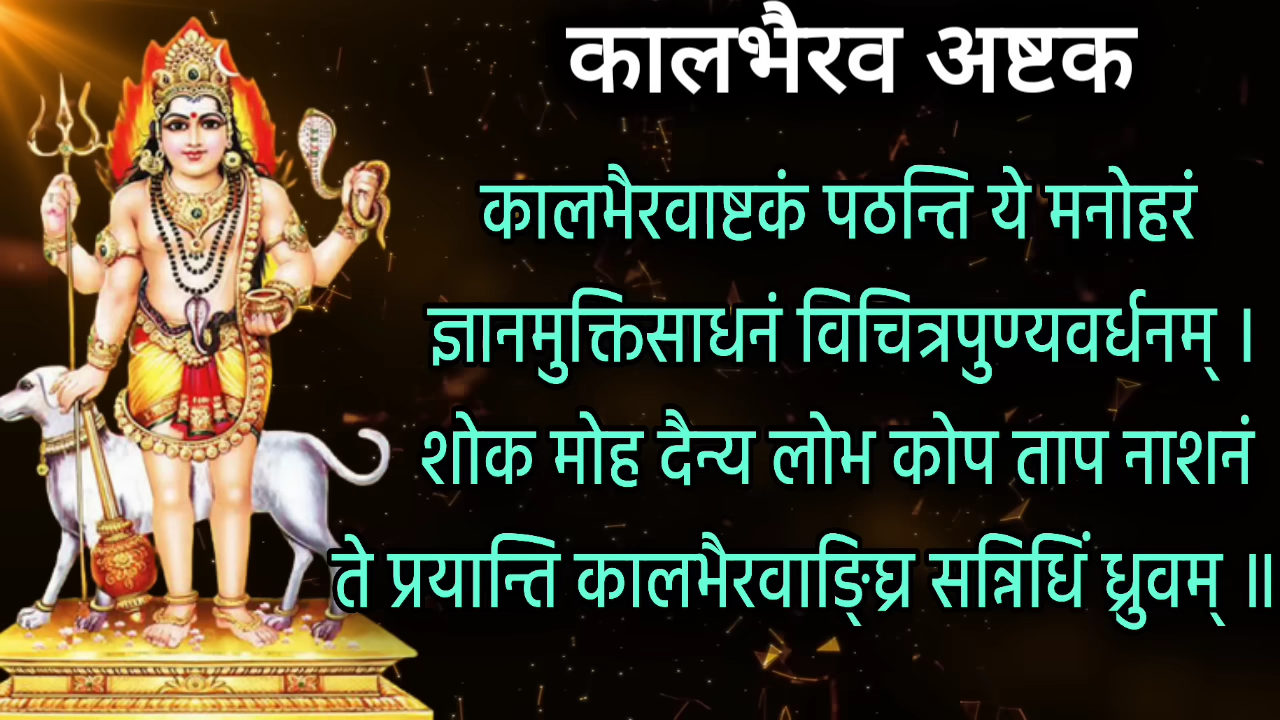 कालभैरव अष्टक
कालभैरवाष्टकं पठन्ति ये मनोहरं
ज्ञानमुक्तिसाधनं विचित्रपुण्यवर्धनम् ।
शोक मोह दैन्य लोभ कोप ताप नाशनं
ते प्रयान्ति कालभैरवाङ्घ्रि सन्निधिं ध्रुवम् ॥